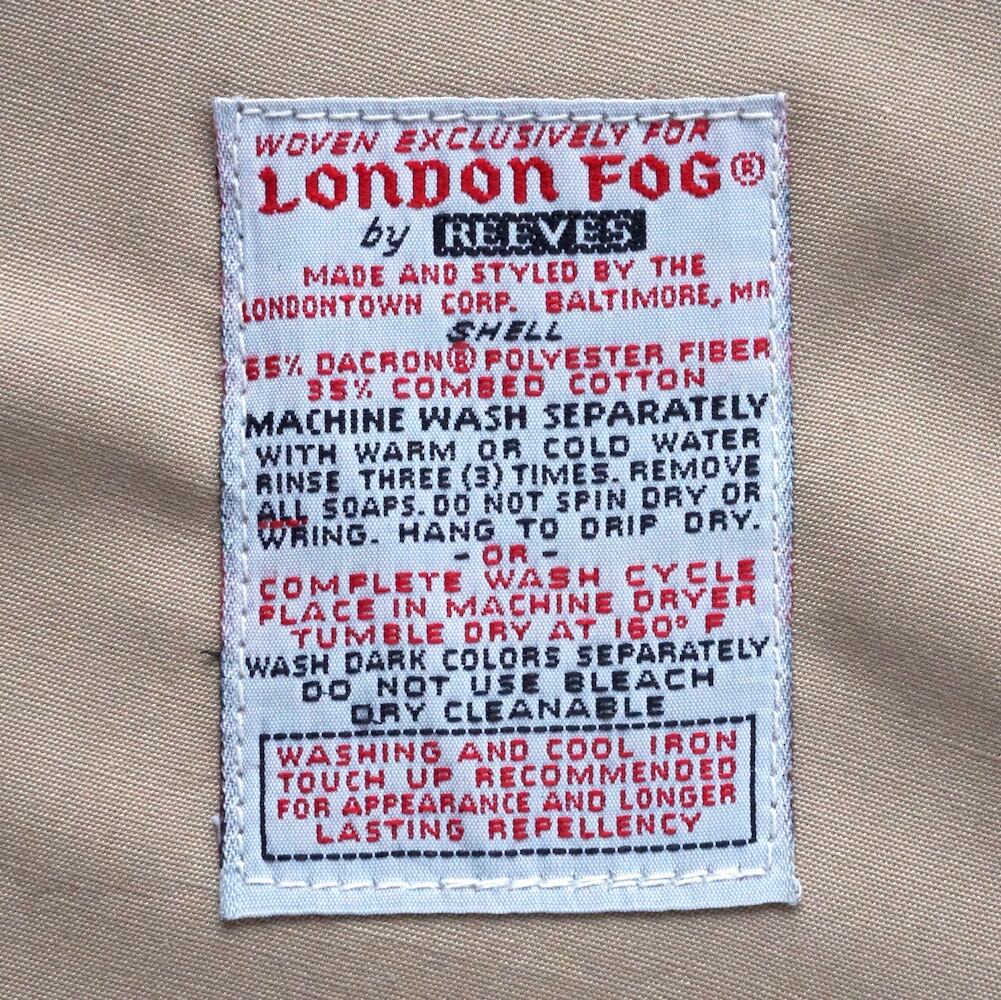 WOVEN EXCLUSIVELY FOR
LONDON FOG®
by REEVES
MADE AND STYLED BY THE
LONDONTOWN CORP. BALTIMORE, MD
SHELL
65% DACRON® POLYESTER FIBER
35% COMBED COTTON
MACHINE WASH SEPARATELY
WITH WARM OR COLD WATER
RINSE THREE (3) TIMES. REMOVE
ALL SOAPS. DO NOT SPIN DRY OR
WRING. HANG TO DRIP DRY.
- OR -
COMPLETE WASH CYCLE
PLACE IN MACHINE DRYER
TUMBLE DRY AT 160° F
WASH DARK COLORS SEPARATELY
DO NOT USE BLEACH
DRY CLEANABLE
WASHING AND COOL IRON
TOUCH UP RECOMMENDED
FOR APPEARANCE AND LONGER
LASTING REPELLENCY